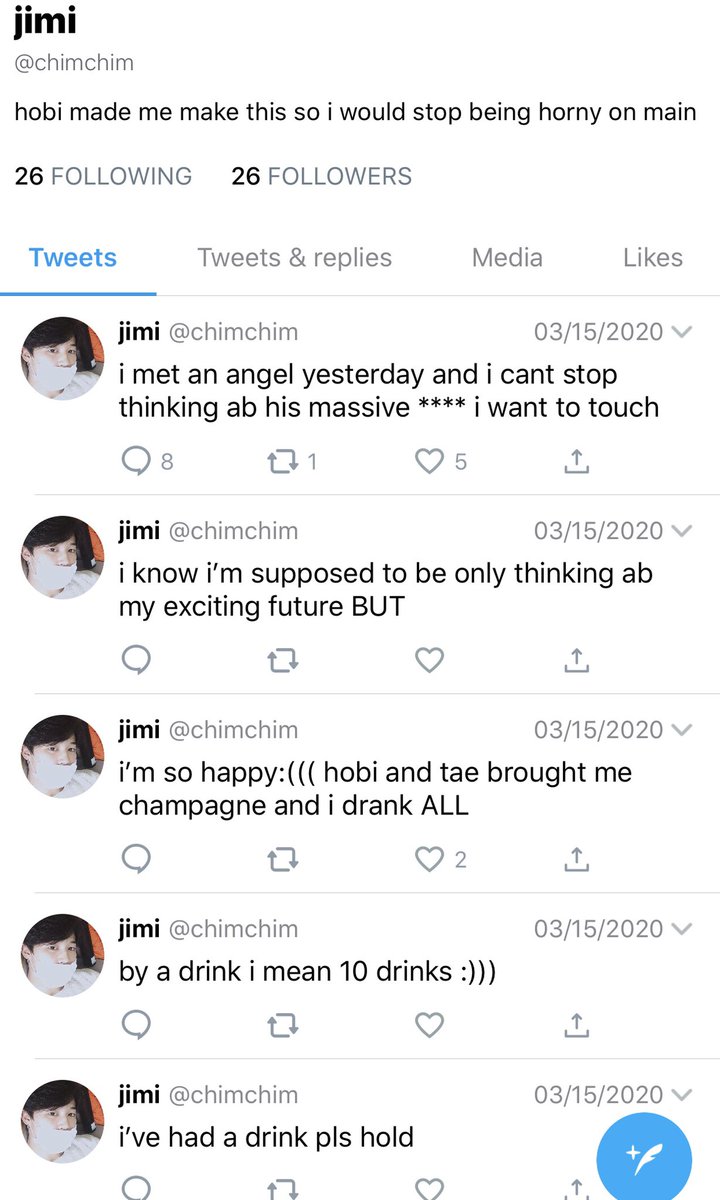 jimi
@chimchim
hobi made me make this so i would stop being horny on main
26 FOLLOWING 26 FOLLOWERS
Tweets Tweets & replies Media Likes
jimi @chimchim 03/15/2020
i met an angel yesterday and i cant stop
thinking ab his massive **** i want to touch
8 1 5
jimi @chimchim 03/15/2020
i know i’m supposed to be only thinking ab
my exciting future BUT
jimi @chimchim 03/15/2020
i’m so happy:((( hobi and tae brought me
champagne and i drank ALL
2
jimi @chimchim 03/15/2020
by a drink i mean 10 drinks :)))
jimi @chimchim 03/15/2020
i’ve had a drink pls hold